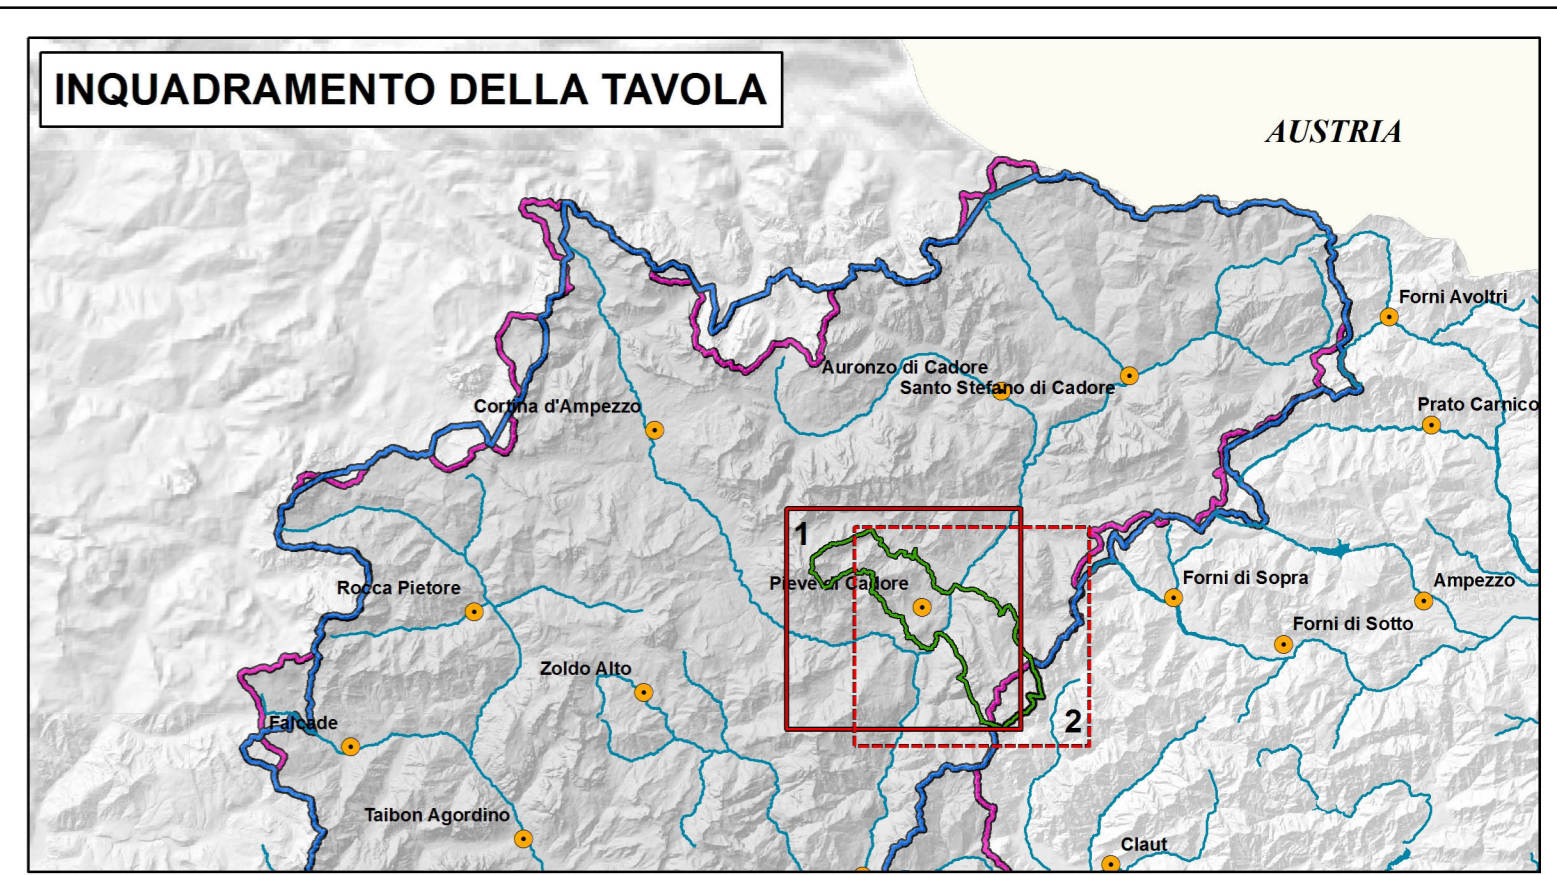 INQUADRAMENTO DELLA TAVOLA
AUSTRIA
Forni Avoltri
Auronzo di Cadore
Santo Stefano di Cadore
Cortina d'Ampezzo
Prato Carnico
1
Pieve di Cadore
Rocca Pietore
Forni di Sopra
Ampezzo
Forni di Sotto
Zoldo Alto
2
Falcade
Taibon Agordino
Claut